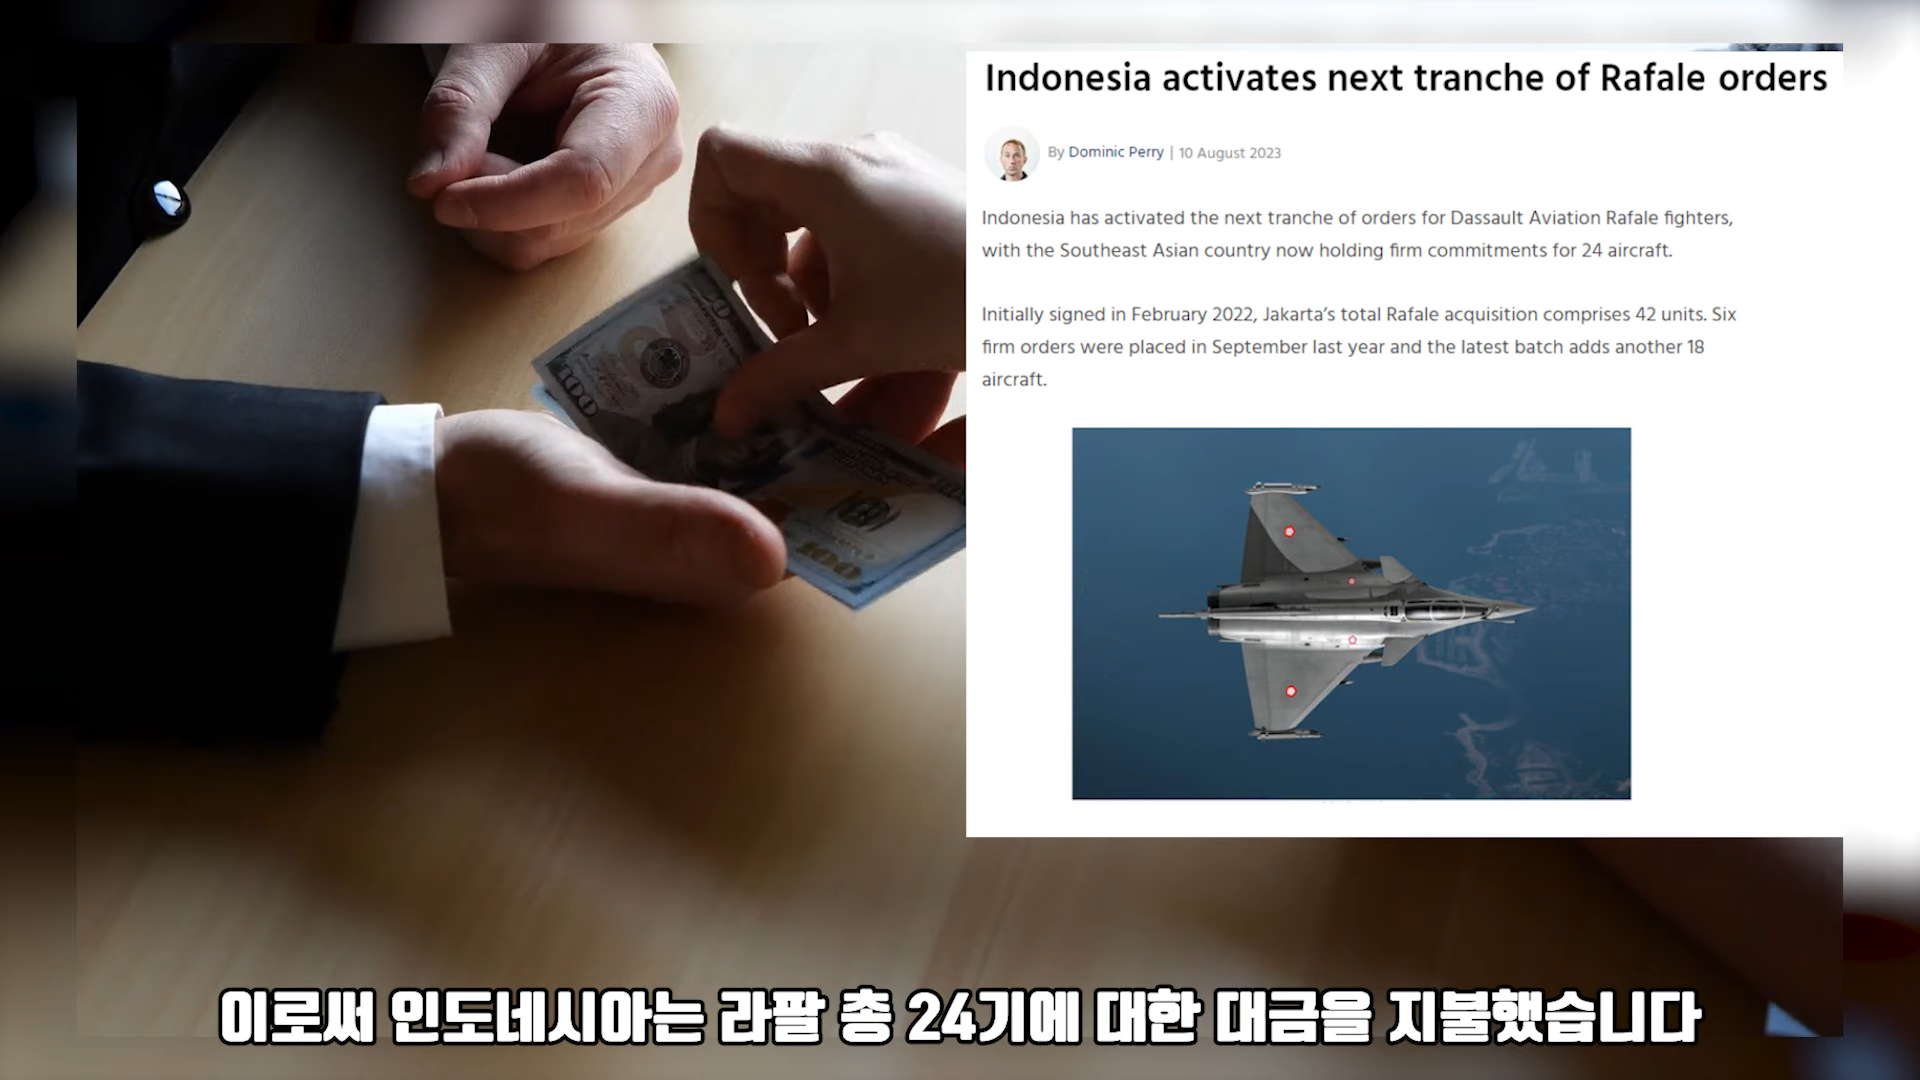 Indonesia activates next tranche of Rafale orders
By Dominic Perry | 10 August 2023
Indonesia has activated the next tranche of orders for Dassault Aviation Rafale fighters,
with the Southeast Asian country now holding firm commitments for 24 aircraft.
Initially signed in February 2022, Jakarta’s total Rafale acquisition comprises 42 units. Six
firm orders were placed in September last year and the latest batch adds another 18
aircraft.
100
100
이로써 인도네시아는 라팔 총 24기에 대한 대금을 지불했습니다